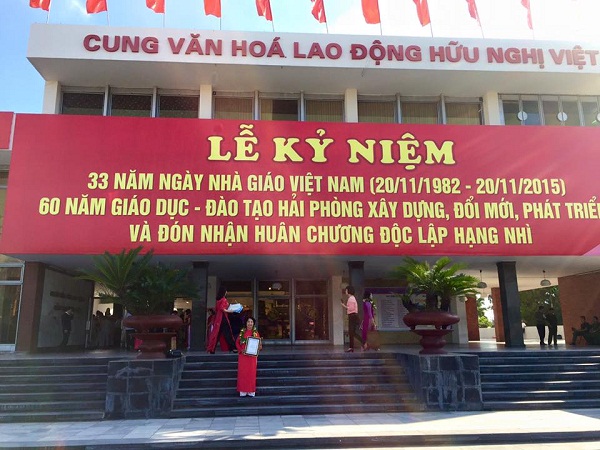 CUNG VĂN HOÁ LAO ĐỘNG HỮU NGHỊ VIỆT
LỄ KỶ NIỆM
33 NĂM NGÀY NHÀ GIÁO VIỆT NAM (20/11/1982 - 20/11/2015)
60 NĂM GIÁO DỤC - ĐÀO TẠO HẢI PHÒNG XÂY DỰNG, ĐỔI MỚI, PHÁT TRIỂ
VÀ ĐÓN NHẬN HUÂN CHƯƠNG ĐỘC LẬP HẠNG NHÌ